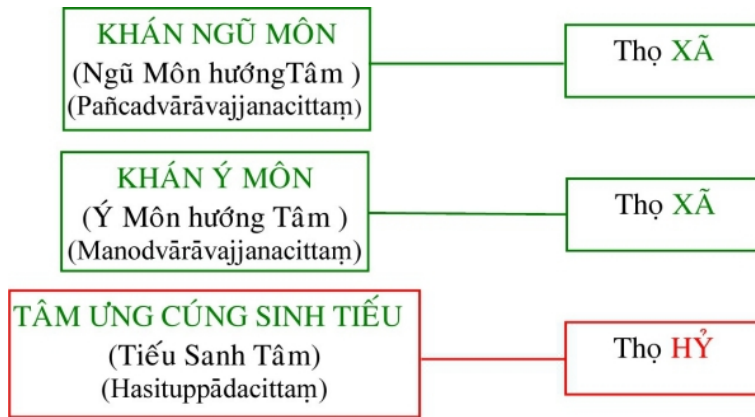 KHÁN NGŨ MÔN
(Ngũ Môn hướngTâm )
(Pañcadvārāvajjanacittaṃ)
Thọ XÃ
KHÁN Ý MÔN
(Ý Môn hướng Tâm )
(Manodvārāvajjanacittaṃ)
Thọ XÃ
TÂM ƯNG CÚNG SINH TIẾU
(Tiếu Sanh Tâm)
(Hasituppādacittaṃ)
Thọ HỶ